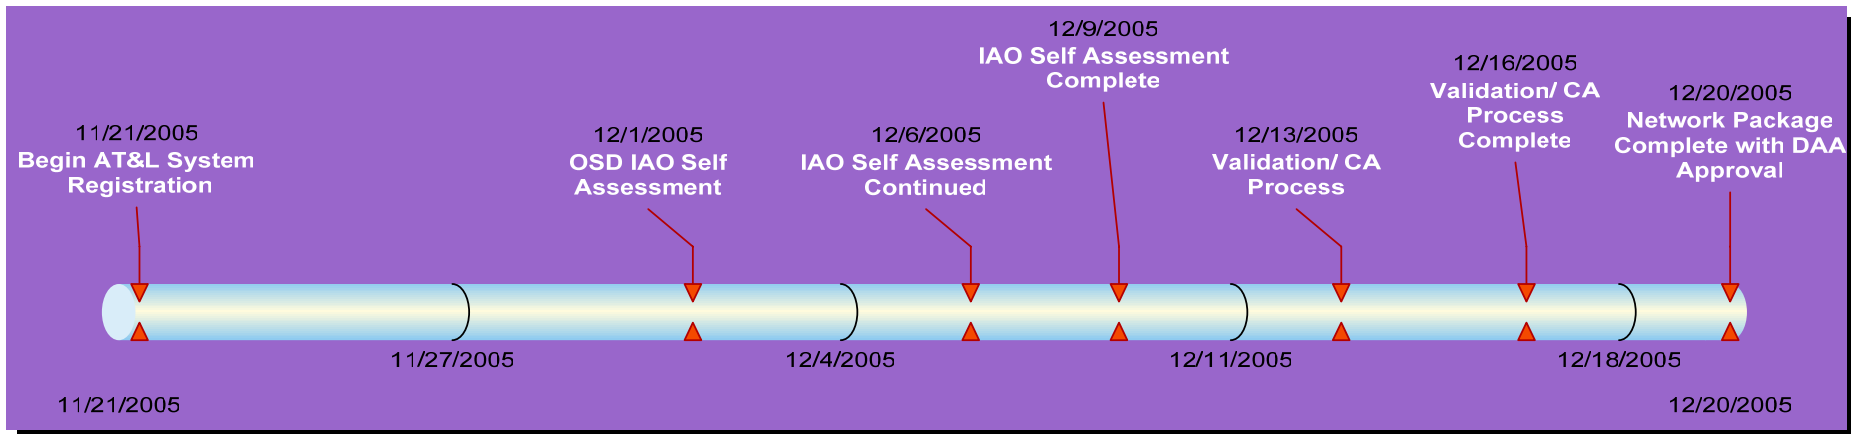 11/21/2005
Begin AT&L System
Registration
12/1/2005
OSD IAO Self
Assessment
12/6/2005
IAO Self Assessment
Continued
12/9/2005
IAO Self Assessment
Complete
12/13/2005
Validation/ CA
Process
12/16/2005
Validation/ CA
Process
Complete
12/20/2005
Network Package
Complete with DAA
Approval
11/27/2005
12/4/2005
12/11/2005
12/18/2005
11/21/2005
12/20/2005